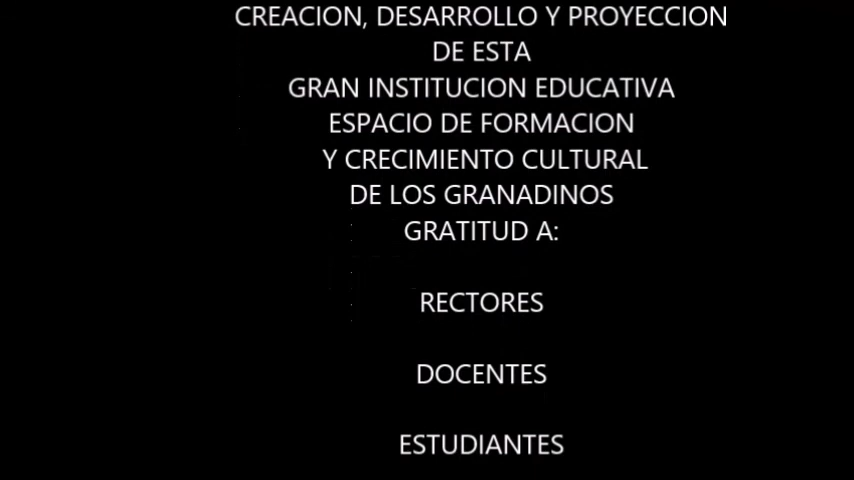 CREACION, DESARROLLO Y PROYECCION
DE ESTA
GRAN INSTITUCION EDUCATIVA
ESPACIO DE FORMACION
Y CRECIMIENTO CULTURAL
DE LOS GRANADINOS
GRATITUD A:
RECTORES
DOCENTES
ESTUDIANTES